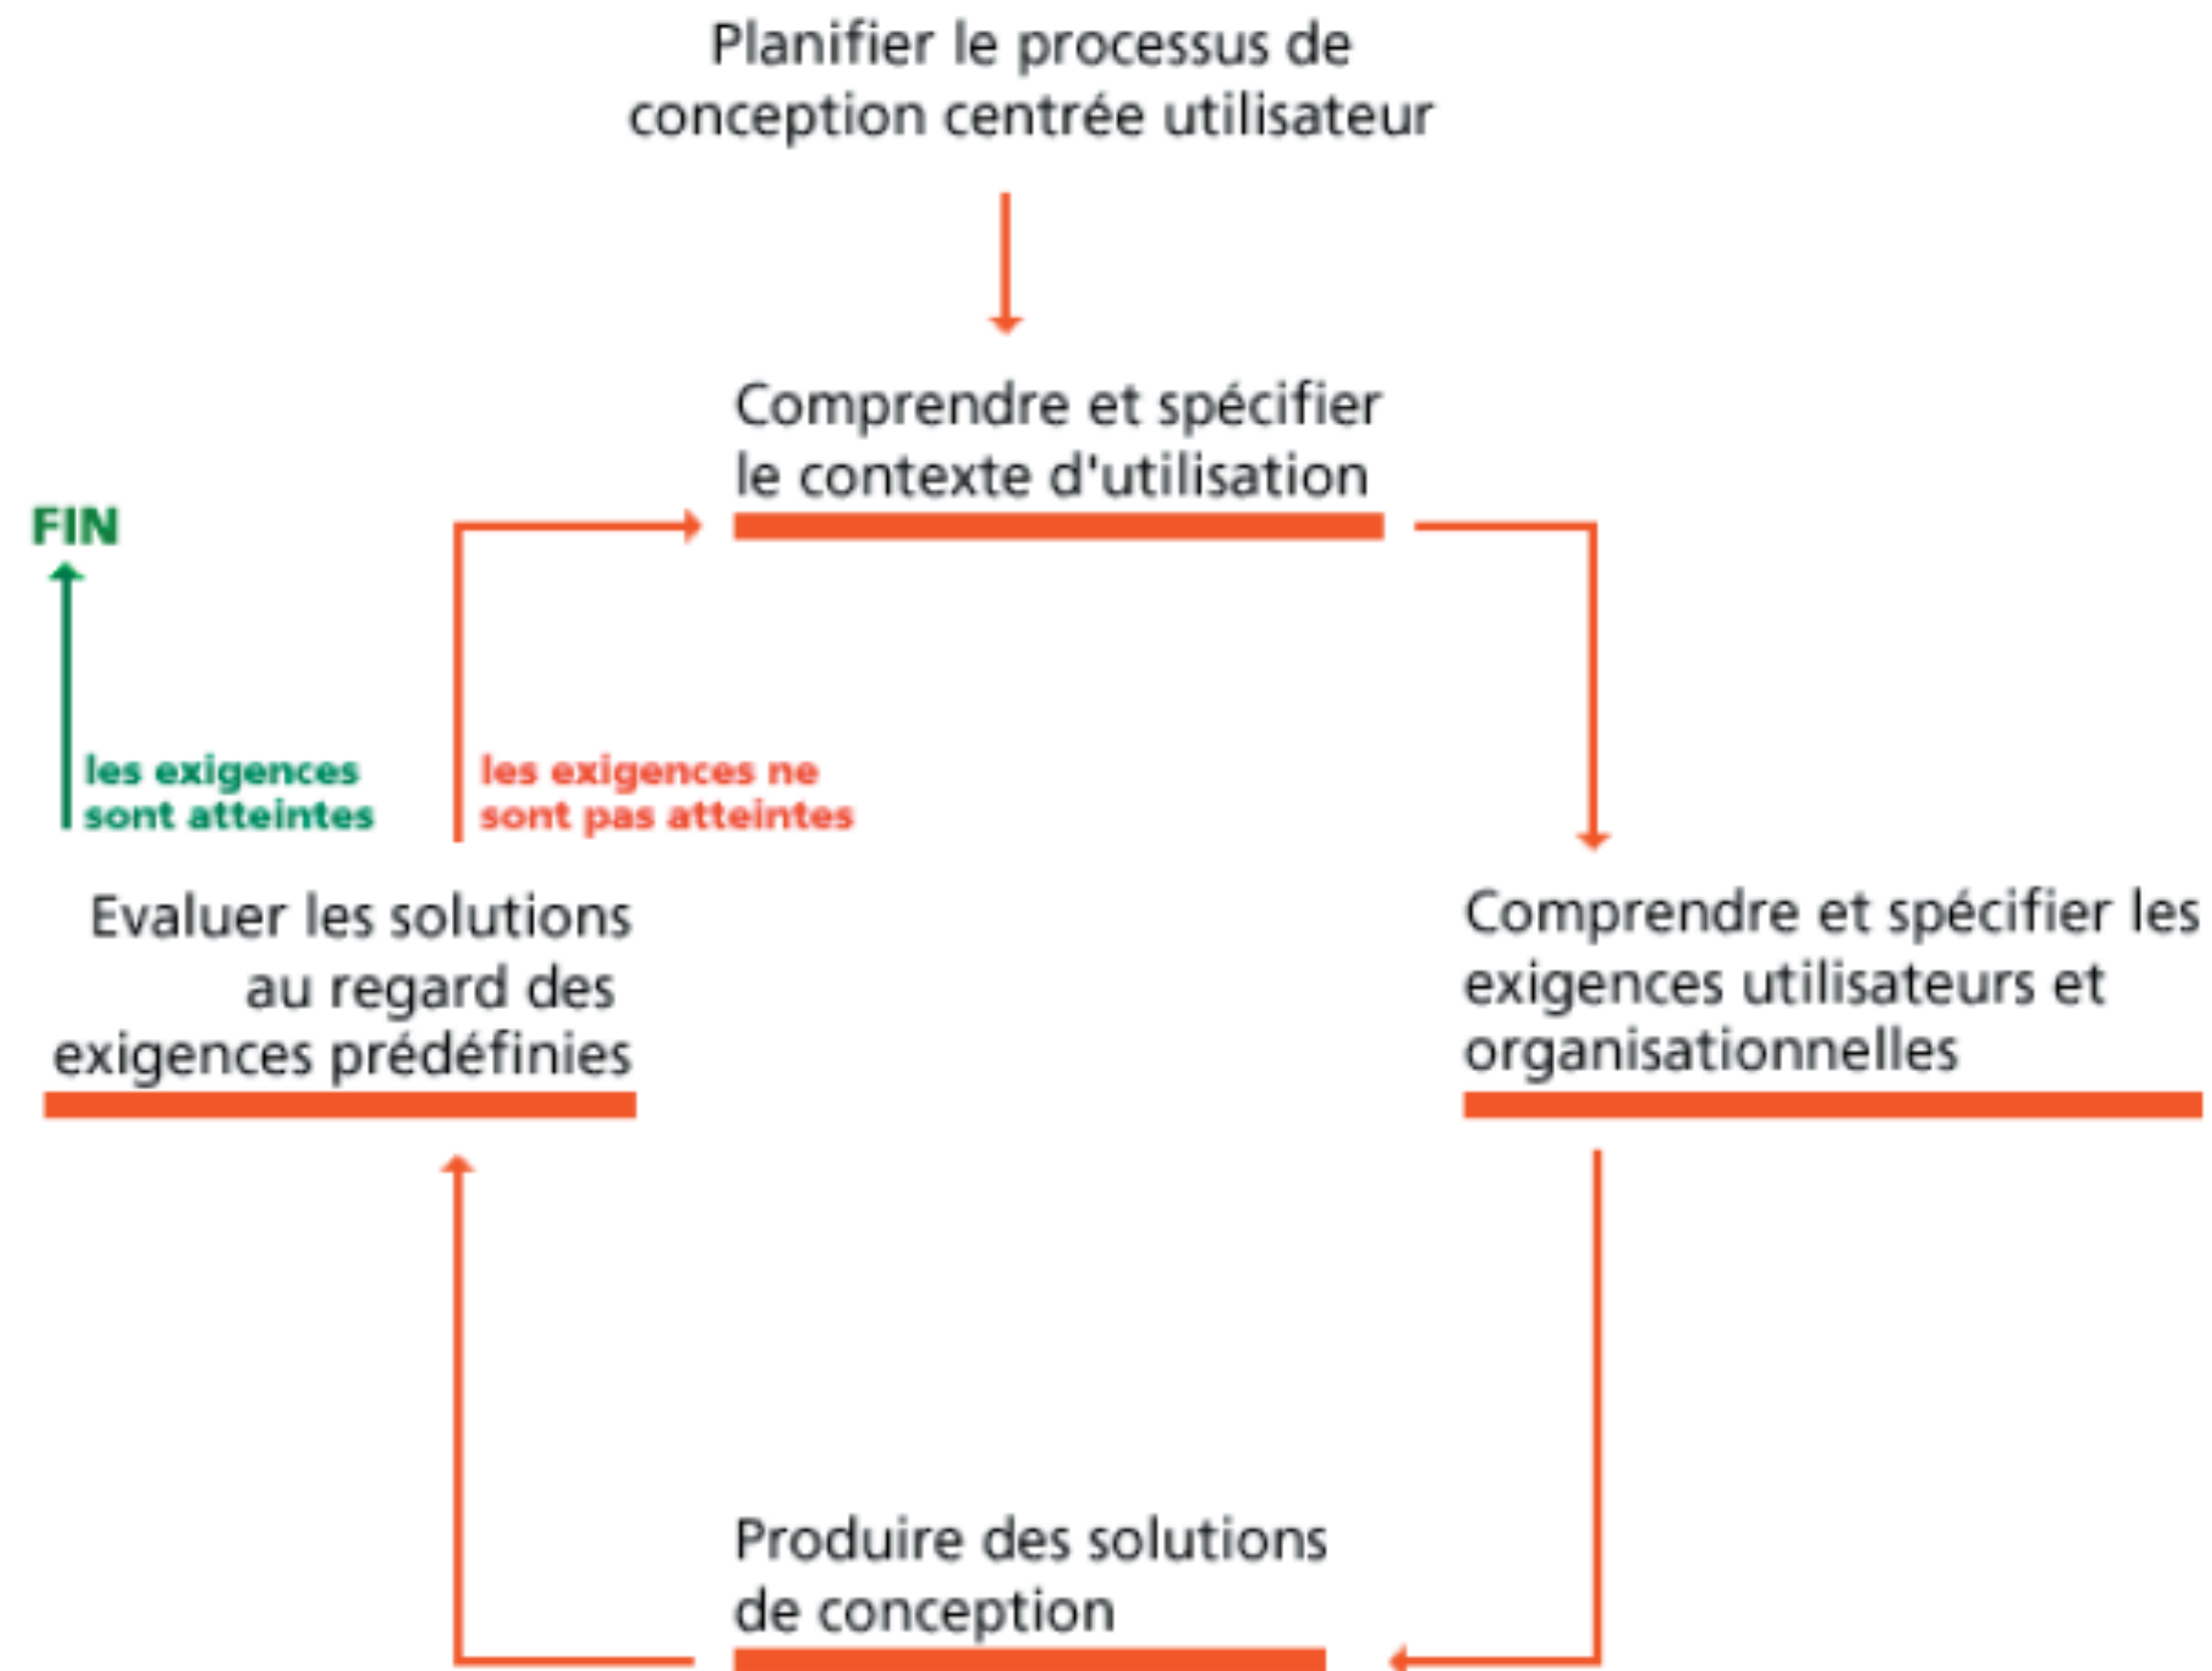 Planifier le processus de
conception centrée utilisateur
Comprendre et spécifier
le contexte d'utilisation
FIN
les exigences
sont atteintes
les exigences ne
sont pas atteintes
Evaluer les solutions
au regard des
exigences prédéfinies
Comprendre et spécifier les
exigences utilisateurs et
organisationnelles
Produire des solutions
de conception